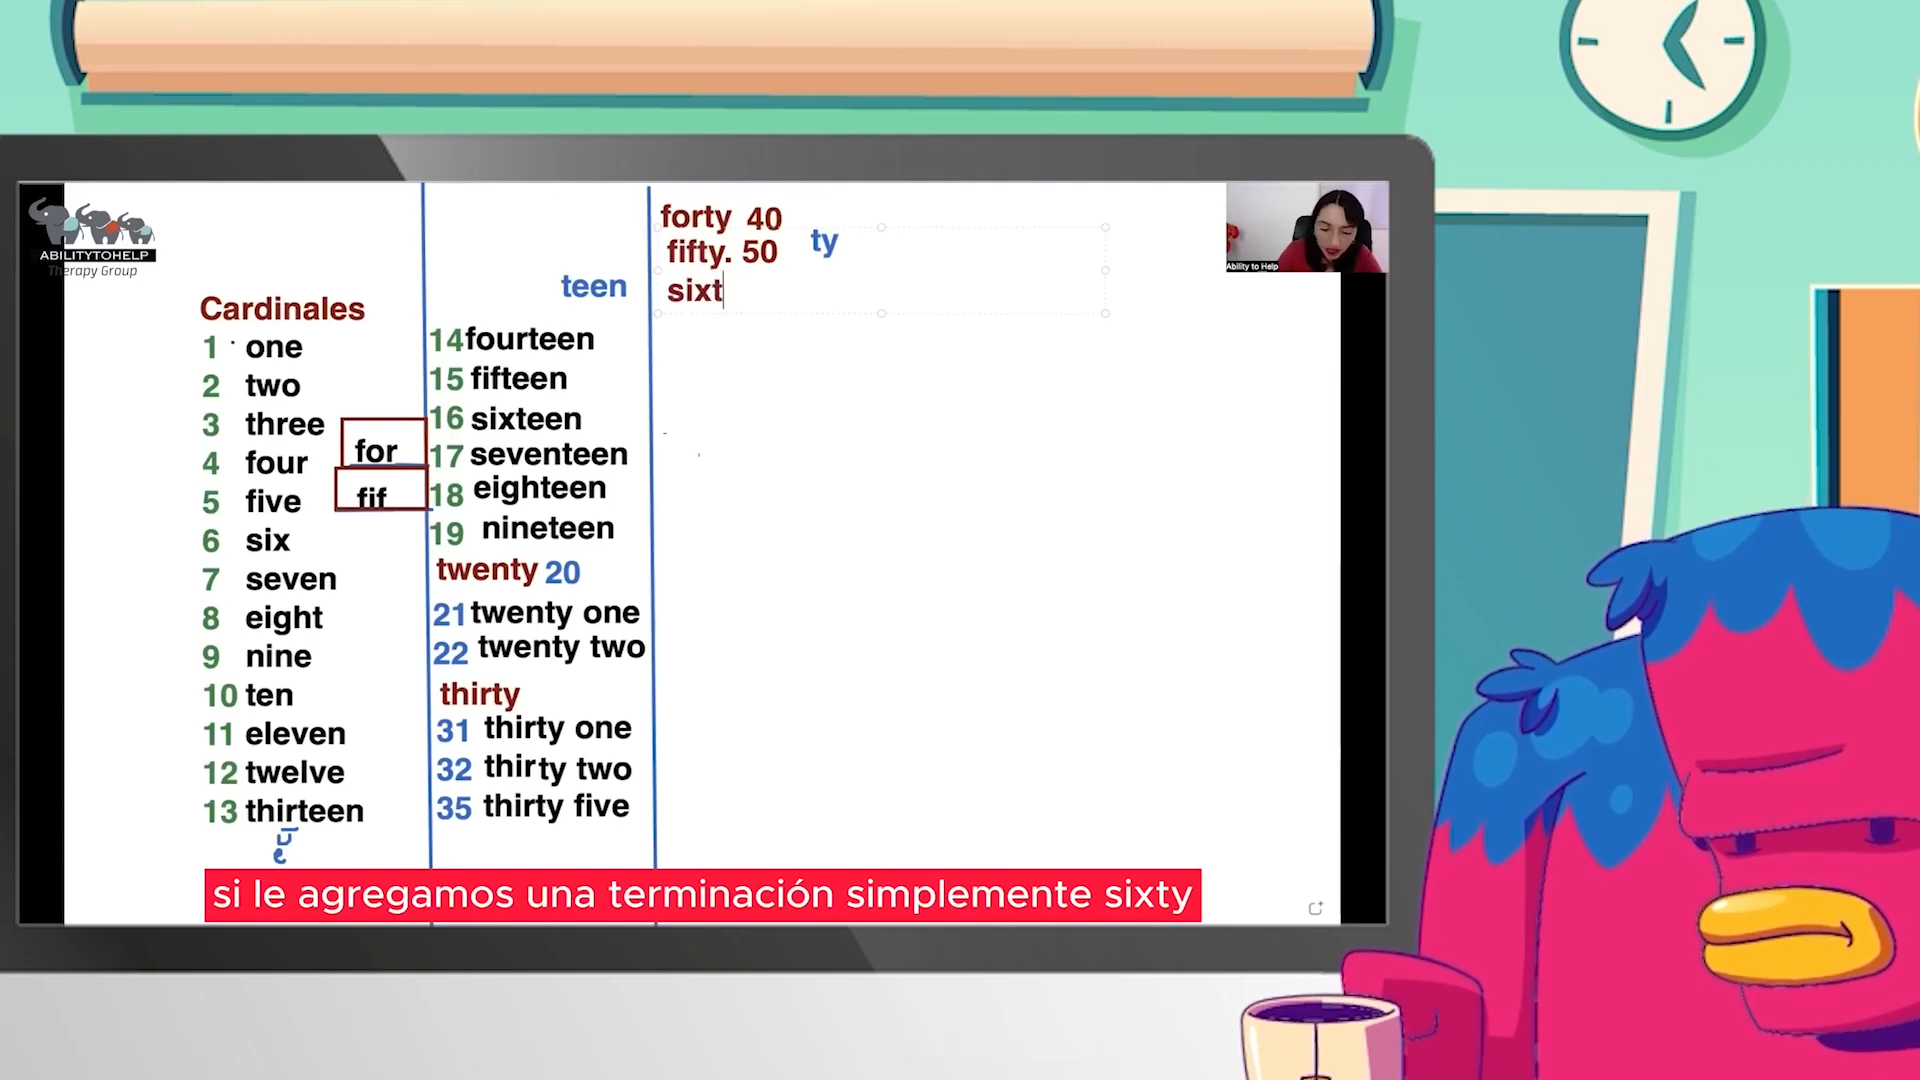 ABILITYTOHELP
Therapy Group
Cardinales
1 one
2 two
3 three
4 four
5 five
6 six
7 seven
8 eight
9 nine
10 ten
11 eleven
12 twelve
13 thirteen
for
fif
teen
14 fourteen
15 fifteen
16 sixteen
17 seventeen
18 eighteen
19 nineteen
twenty 20
21 twenty one
22 twenty two
thirty
31 thirty one
32 thirty two
35 thirty five
forty 40
fifty. 50
ty
sixt
Ability to Help
si le agregamos una terminación simplemente sixty